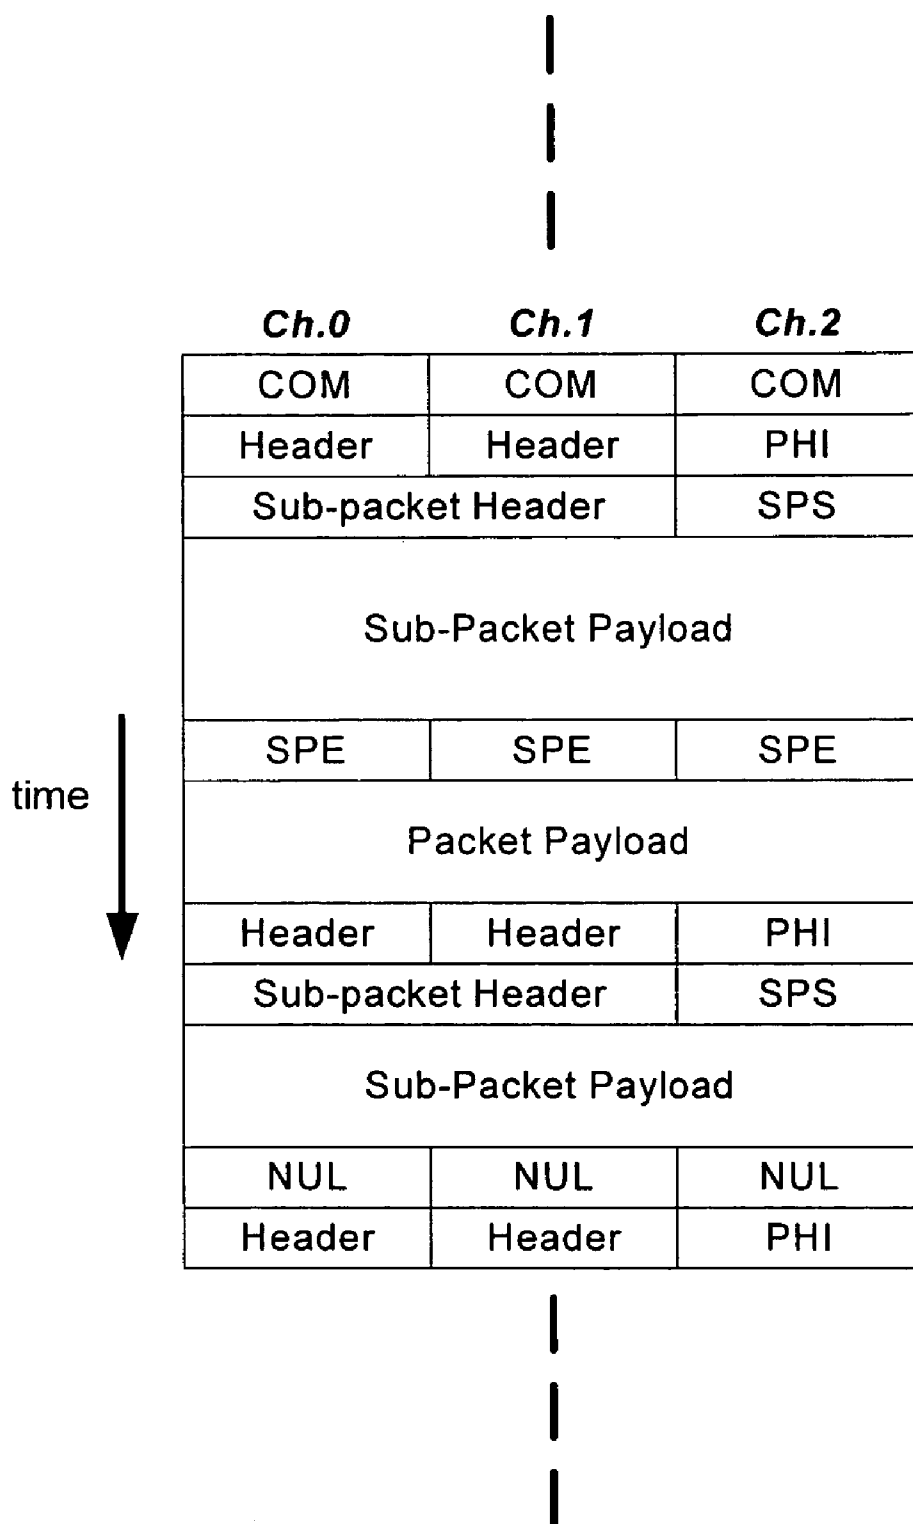 Ch.0 Ch.1 Ch.2
COM COM COM
Header Header PHI
Sub-packet Header SPS
Sub-Packet Payload
SPE SPE SPE
time
Packet Payload
Header Header PHI
Sub-packet Header SPS
Sub-Packet Payload
NUL NUL NUL
Header Header PHI